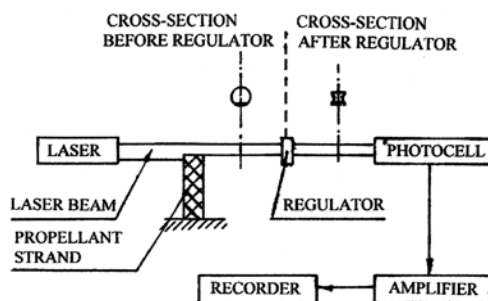 CROSS-SECTION
BEFORE REGULATOR
CROSS-SECTION
AFTER REGULATOR
LASER
PHOTOCELL
LASER BEAM
REGULATOR
PROPELLANT
STRAND
RECORDER
AMPLIFIER